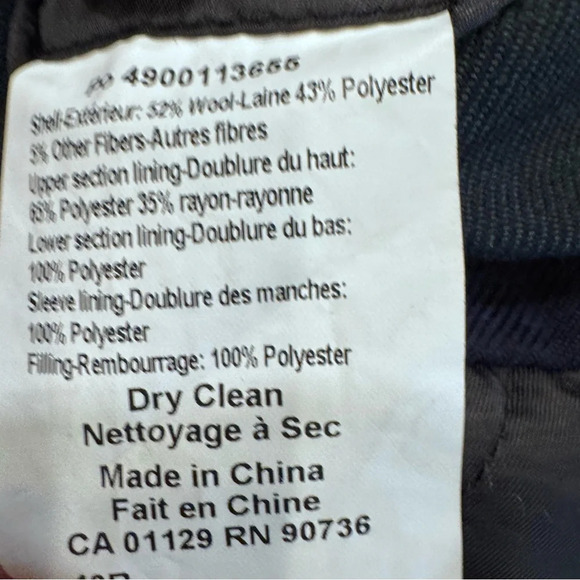 PO 4900113666
Shell-Extérieur: 52% Wool-Laine 43% Polyester
5% Other Fibers-Autres fibres
Upper section lining-Doublure du haut:
65% Polyester 35% rayon-rayonne
Lower section lining-Doublure du bas:
100% Polyester
Sleeve lining-Doublure des manches:
100% Polyester
Filling-Rembourrage: 100% Polyester
Dry Clean
Nettoyage à Sec
Made in China
Fait en Chine
CA 01129 RN 90736